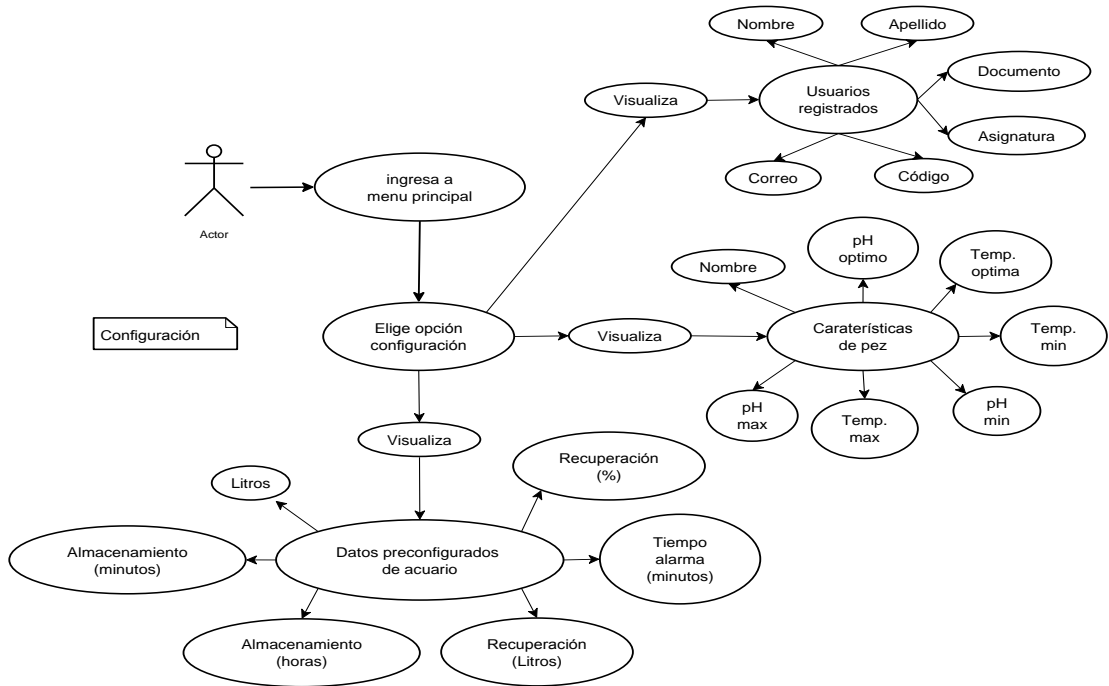 Nombre
Apellido
Documento
Visualiza
Usuarios
registrados
Asignatura
Correo
Código
ingresa a
menu principal
Actor
pH
optimo
Temp.
optima
Nombre
Configuración
Elige opción
configuración
Visualiza
Caraterísticas
de pez
Temp.
min
pH
max
Temp.
max
pH
min
Visualiza
Recuperación
(%)
Litros
Almacenamiento
(minutos)
Datos preconfigurados
de acuario
Tiempo
alarma
(minutos)
Almacenamiento
(horas)
Recuperación
(Litros)